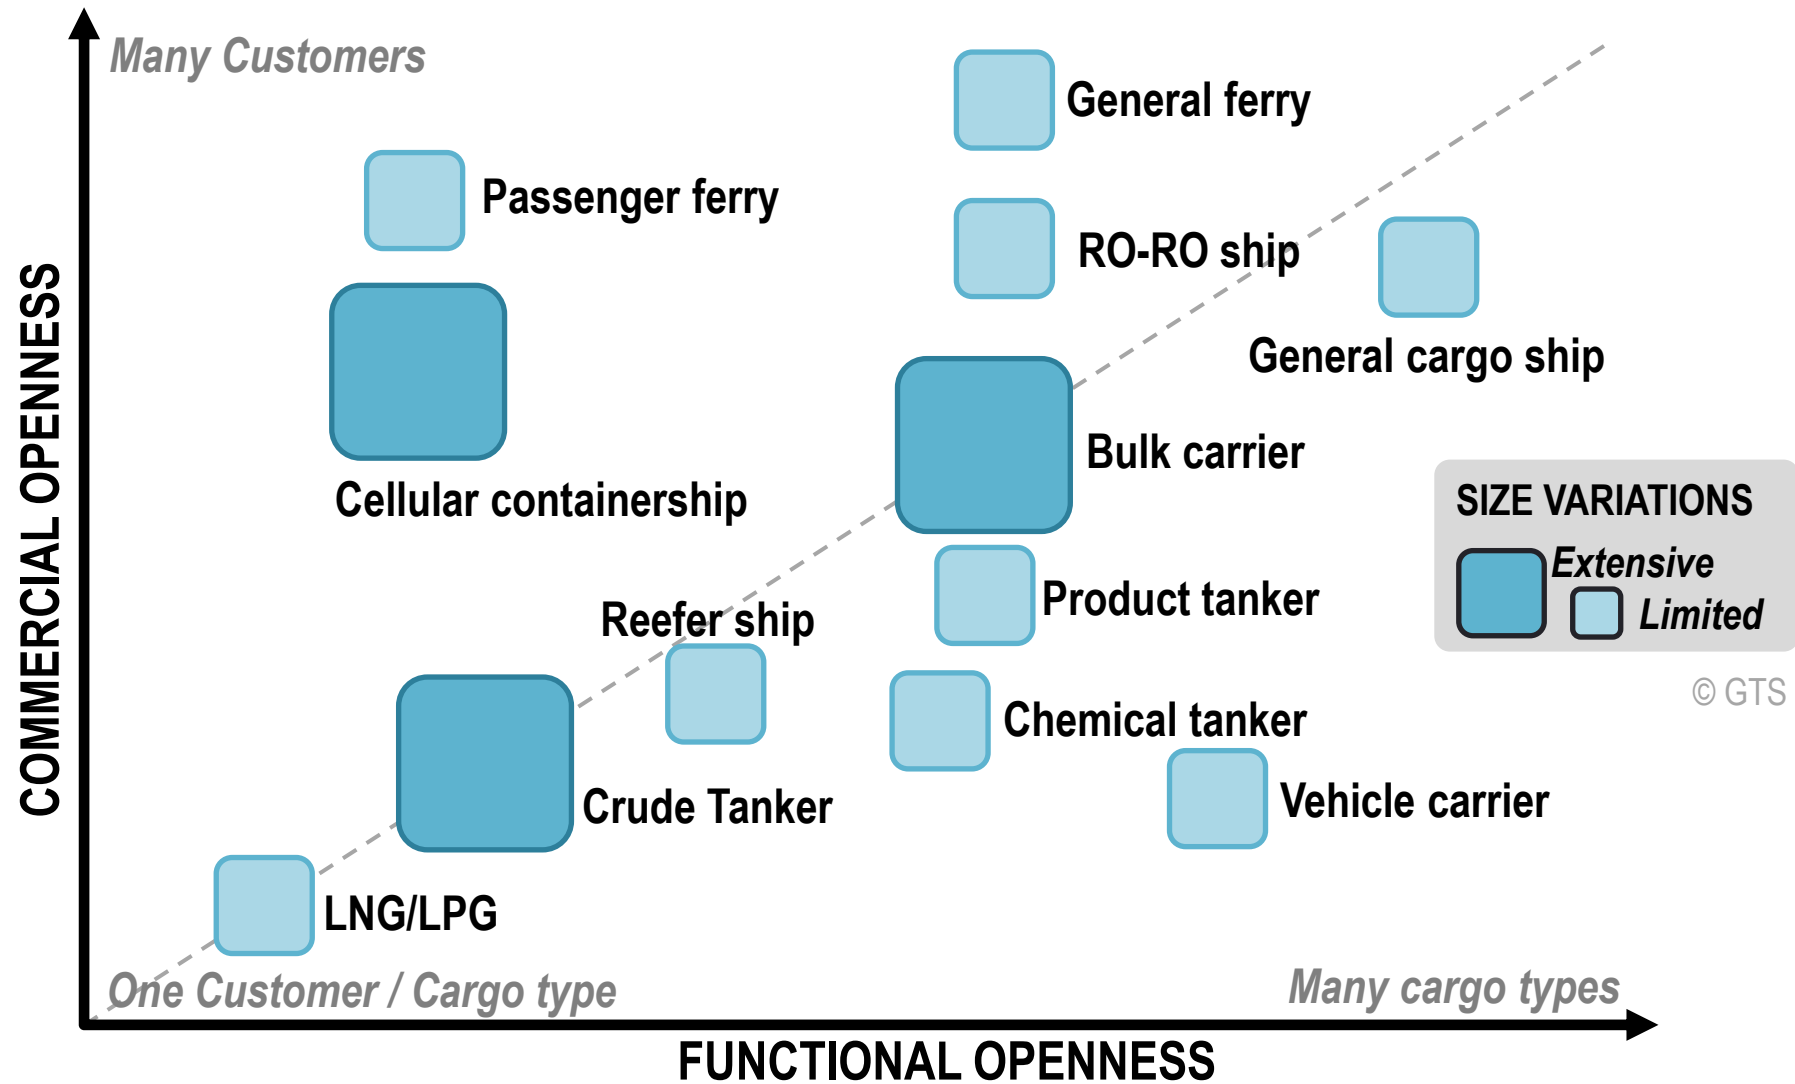 Many Customers
General ferry
Passenger ferry
RO-RO ship
General cargo ship
Bulk carrier
Cellular containership
SIZE VARIATIONS
Extensive
Limited
Product tanker
Reefer ship
© GTS
Chemical tanker
Vehicle carrier
Crude Tanker
LNG/LPG
One Customer / Cargo type
Many cargo types
COMMERCIAL OPENNESS
FUNCTIONAL OPENNESS